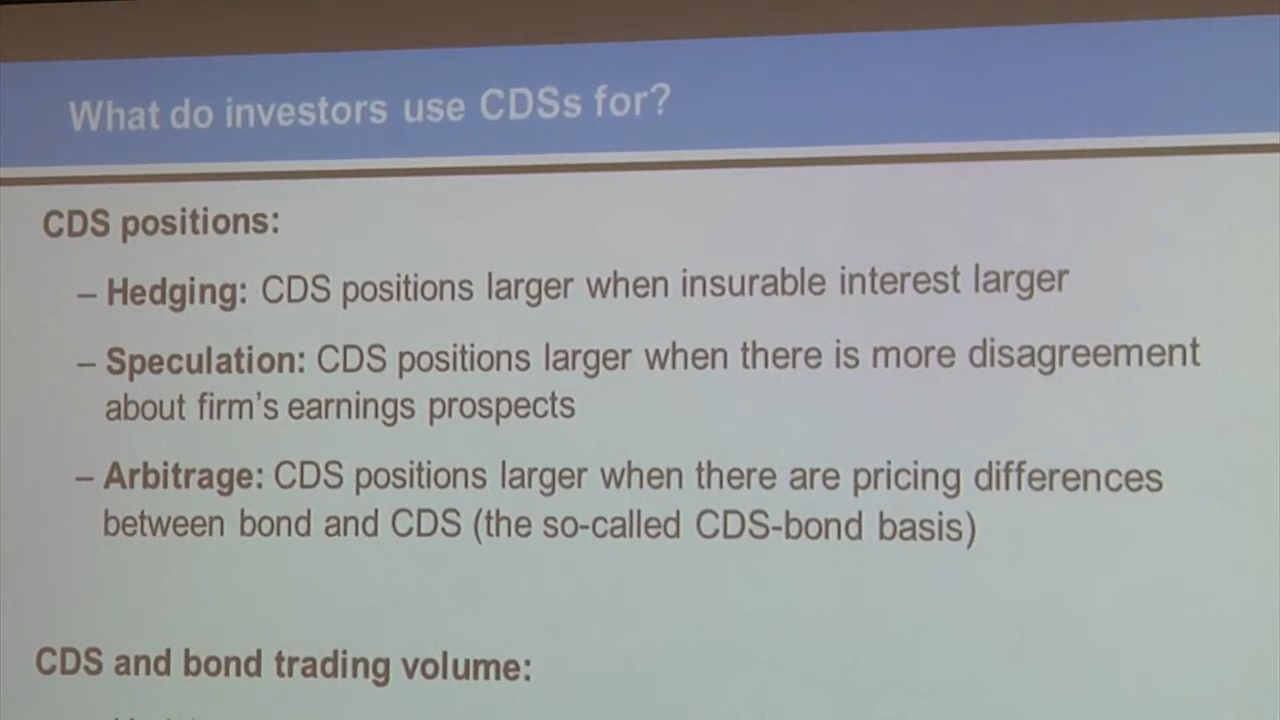 What do investors use CDSs for?
CDS positions:
– Hedging: CDS positions larger when insurable interest larger
– Speculation: CDS positions larger when there is more disagreement
about firm's earnings prospects
– Arbitrage: CDS positions larger when there are pricing differences
between bond and CDS (the so-called CDS-bond basis)
CDS and bond trading volume: